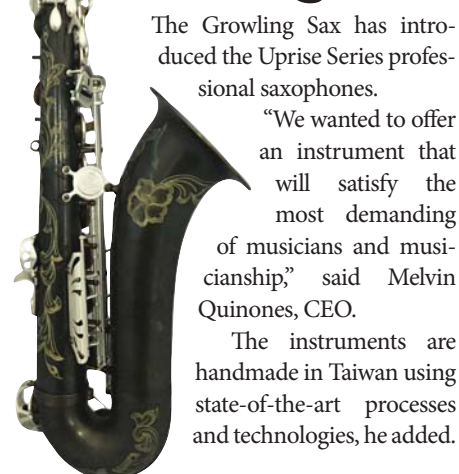 The Growling Sax has intro-
duced the Uprise Series profes-
sional saxophones.
“We wanted to offer
an instrument that
will satisfy the
most demanding
of musicians and musi-
cianship,” said Melvin
Quinones, CEO.
The instruments are
handmade in Taiwan using
state-of-the-art processes
and technologies, he added.